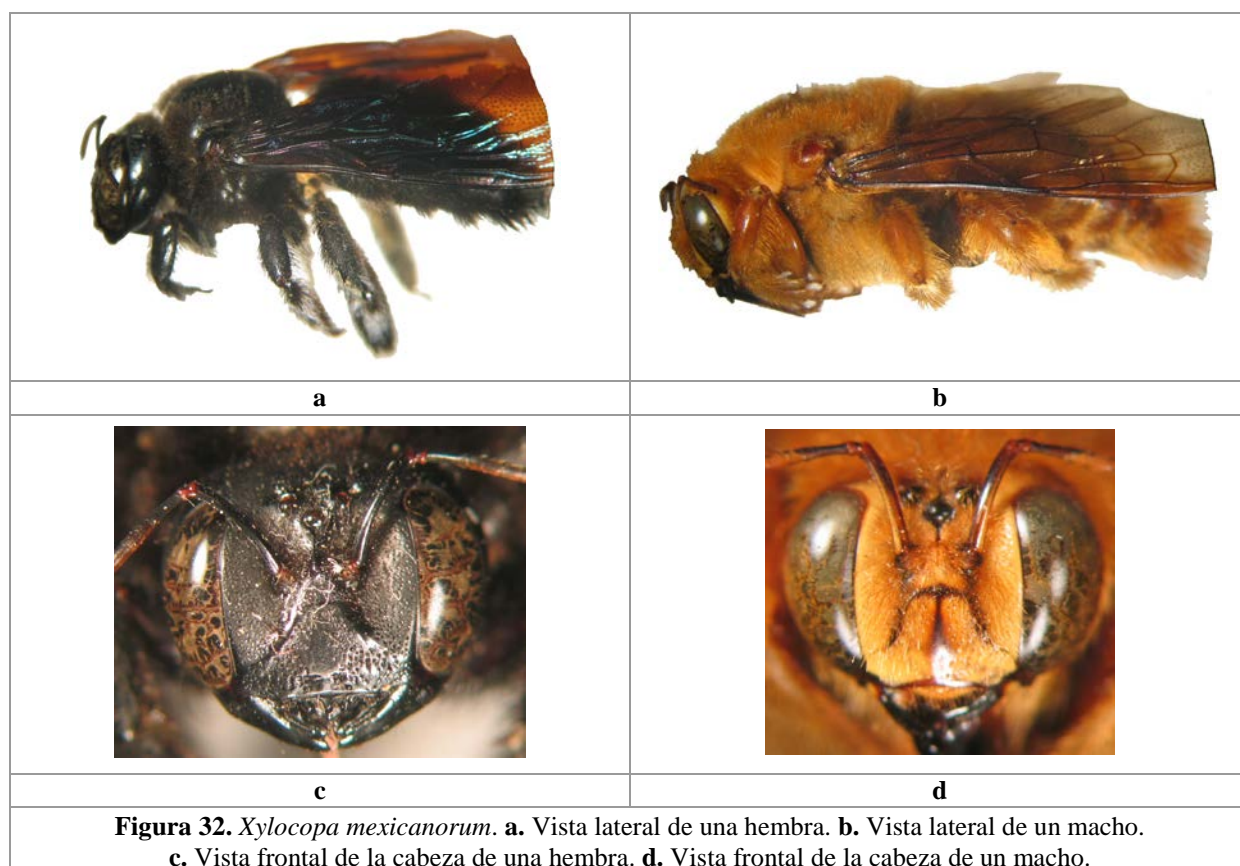 a
b
c
d
Figura 32. Xylocopa mexicanorum. a. Vista lateral de una hembra. b. Vista lateral de un macho.
c. Vista frontal de la cabeza de una hembra. d. Vista frontal de la cabeza de un macho.